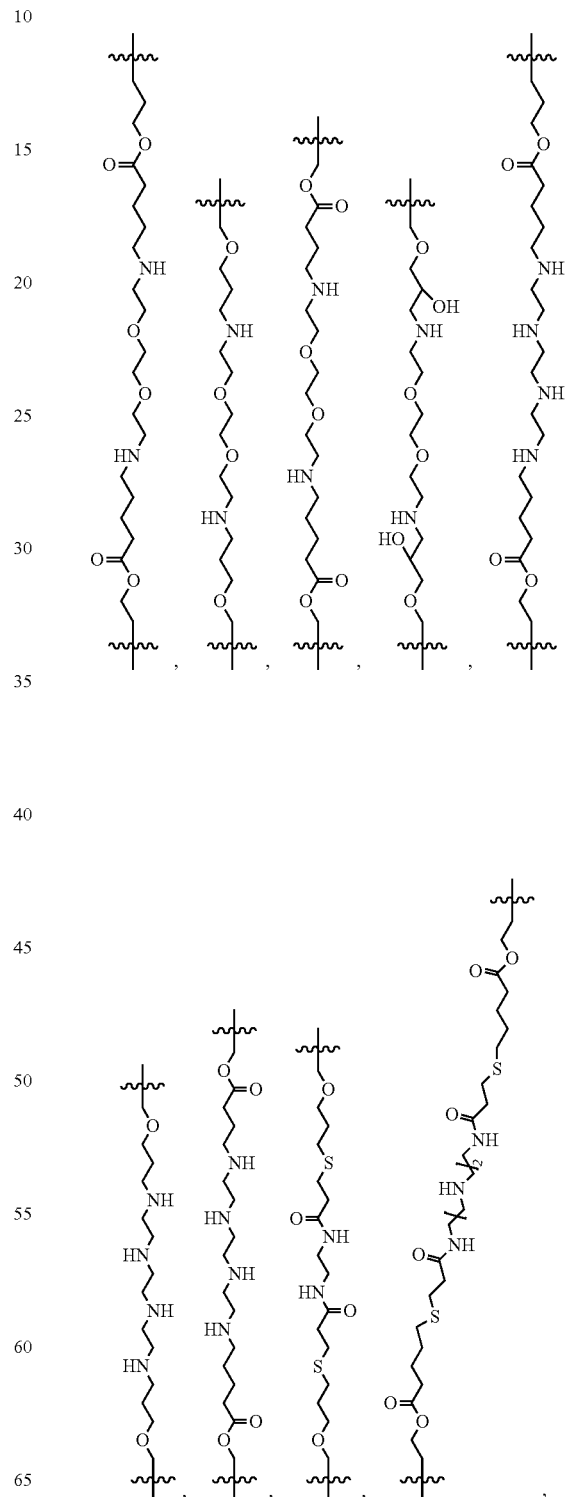 10
O O
15 O O
O
O
O O
NH NH
20 NH
OH
O NH NH HN
O
O O O NH
25 O
HN O O HN
HN
HN HN
HO
30 O O
O O O
O O O
, , , ,
35
40
45 O
O
O S
50 O O
O O
NH
S NH
2
HN
NH
55 O HN
NH NH
HN O
NH
NH O
S
HN
60 HN S
O
O O
O O O
65 , , , ,